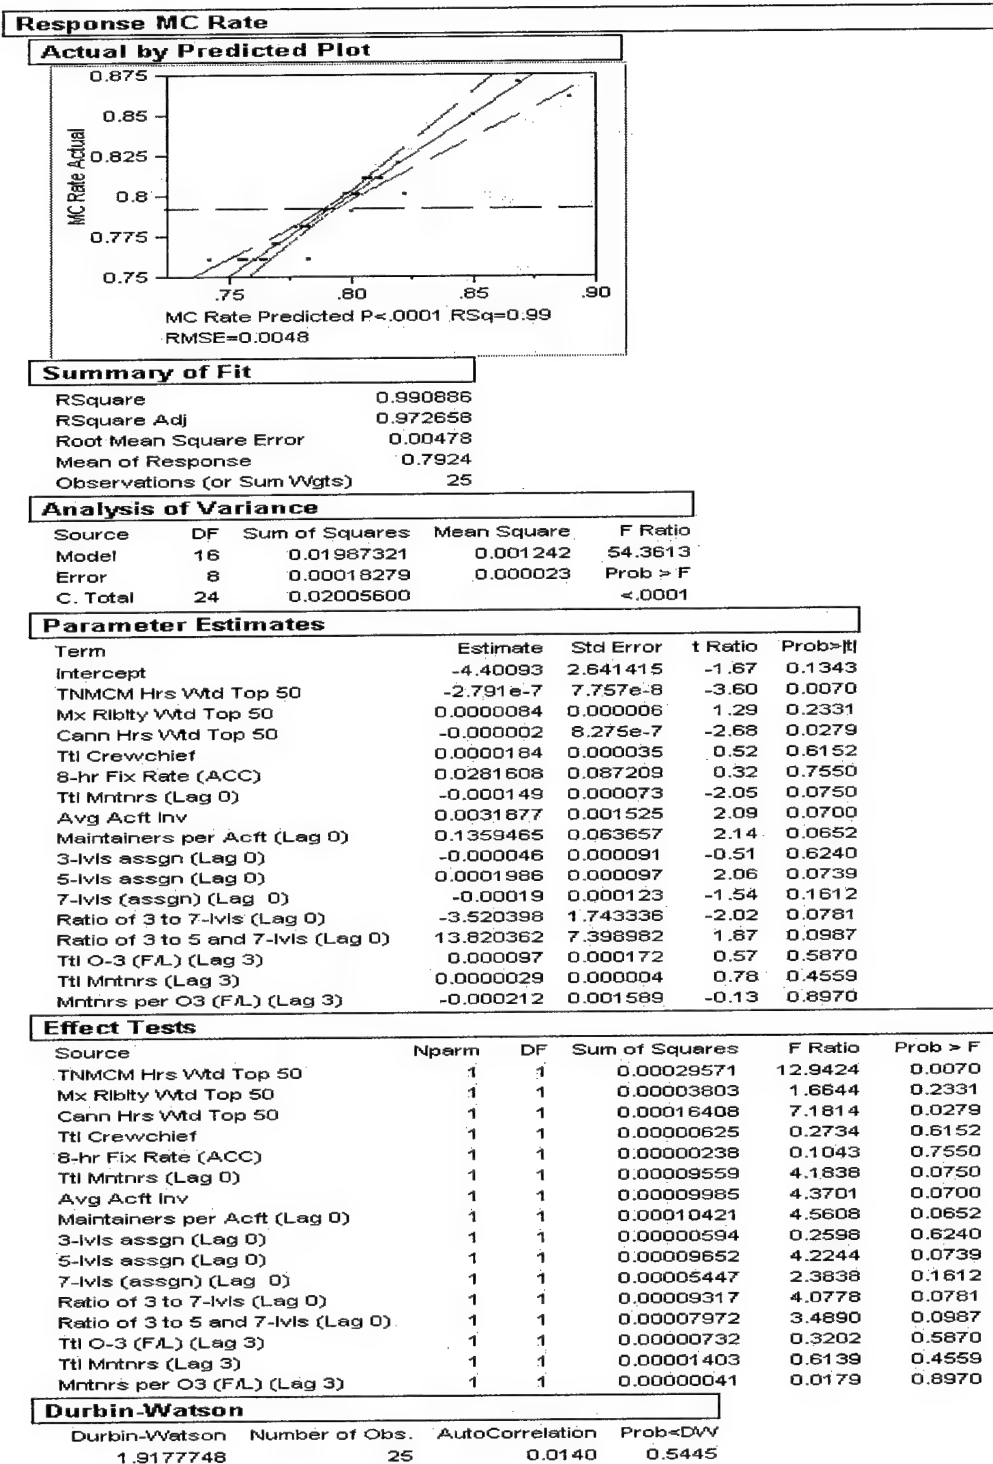 Response MC Rate
Actual by Predicted Plot
0.875
0.85
0.825
0.8
0.775
0.75
MC Rate Actual
.75 .80 .85 .90
MC Rate Predicted P<.0001 RSq=0.99
RMSE=0.0048
Summary of Fit
RSquare 0.990886
RSquare Adj 0.972658
Root Mean Square Error 0.00478
Mean of Response 0.7924
Observations (or Sum Wgts) 25
Analysis of Variance
Source DF Sum of Squares Mean Square F Ratio
Model 16 0.01987321 0.001242 54.3613
Error 8 0.00018279 0.000023 Prob > F
C. Total 24 0.02005600 <.0001
Parameter Estimates
Term Estimate Std Error t Ratio Prob>|t|
Intercept -4.40093 2.641415 -1.67 0.1343
TNMCM Hrs Wtd Top 50 -2.791e-7 7.757e-8 -3.60 0.0070
Mx Rlblty Wtd Top 50 0.0000084 0.000006 1.29 0.2331
Cann Hrs Wtd Top 50 -0.000002 8.275e-7 -2.68 0.0279
Ttl Crewchief 0.0000184 0.000035 0.52 0.6152
8-hr Fix Rate (ACC) 0.0281608 0.087209 0.32 0.7550
Ttl Mntnrs (Lag 0) -0.000149 0.000073 -2.05 0.0750
Avg Acft Inv 0.0031877 0.001525 2.09 0.0700
Maintainers per Acft (Lag 0) 0.1359465 0.063657 2.14 0.0652
3-lvls assgn (Lag 0) -0.000046 0.000091 -0.51 0.6240
5-lvls assgn (Lag 0) 0.0001986 0.000097 2.06 0.0739
7-lvls (assgn) (Lag 0) -0.00019 0.000123 -1.54 0.1612
Ratio of 3 to 7-lvls (Lag 0) -3.520398 1.743336 -2.02 0.0781
Ratio of 3 to 5 and 7-lvls (Lag 0) 13.820362 7.398982 1.87 0.0987
Ttl O-3 (F/L) (Lag 3) 0.000097 0.000172 0.57 0.5870
Ttl Mntnrs (Lag 3) 0.0000029 0.000004 0.78 0.4559
Mntnrs per O3 (F/L) (Lag 3) -0.000212 0.001589 -0.13 0.8970
Effect Tests
Source Nparm DF Sum of Squares F Ratio Prob > F
TNMCM Hrs Wtd Top 50 1 1 0.00029571 12.9424 0.0070
Mx Rlblty Wtd Top 50 1 1 0.00003803 1.6644 0.2331
Cann Hrs Wtd Top 50 1 1 0.00016408 7.1814 0.0279
Ttl Crewchief 1 1 0.00000625 0.2734 0.6152
8-hr Fix Rate (ACC) 1 1 0.00000238 0.1043 0.7550
Ttl Mntnrs (Lag 0) 1 1 0.00009559 4.1838 0.0750
Avg Acft Inv 1 1 0.00009985 4.3701 0.0700
Maintainers per Acft (Lag 0) 1 1 0.00010421 4.5608 0.0652
3-lvls assgn (Lag 0) 1 1 0.00000594 0.2598 0.6240
5-lvls assgn (Lag 0) 1 1 0.00009652 4.2244 0.0739
7-lvls (assgn) (Lag 0) 1 1 0.00005447 2.3838 0.1612
Ratio of 3 to 7-lvls (Lag 0) 1 1 0.00009317 4.0778 0.0781
Ratio of 3 to 5 and 7-lvls (Lag 0) 1 1 0.00007972 3.4890 0.0987
Ttl O-3 (F/L) (Lag 3) 1 1 0.00000732 0.3202 0.5870
Ttl Mntnrs (Lag 3) 1 1 0.00001403 0.6139 0.4559
Mntnrs per O3 (F/L) (Lag 3) 1 1 0.00000041 0.0179 0.8970
Durbin-Watson
Durbin-Watson Number of Obs. AutoCorrelation Prob<DW
1.9177748 25 0.0140 0.5445